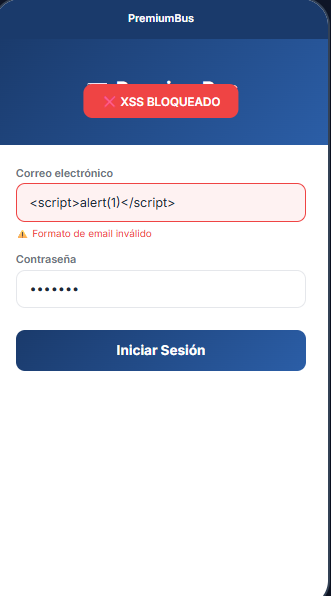 PremiumBus
❌ XSS BLOQUEADO
Correo electrónico
<script>alert(1)</script>
⚠️ Formato de email inválido
Contraseña
•••••••
Iniciar Sesión